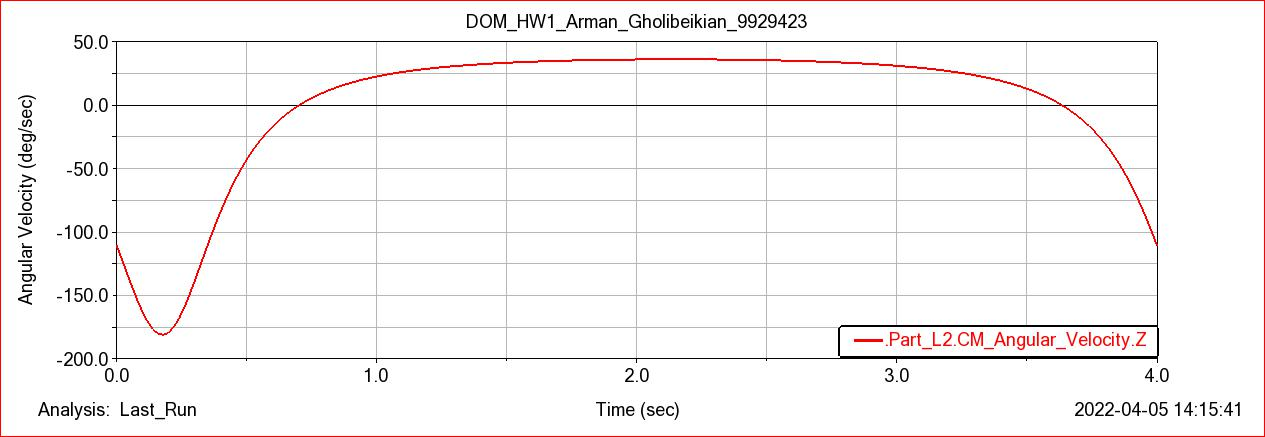 DOM_HW1_Arman_Gholibeikian_9929423
50.0
0.0
-50.0
-100.0
-150.0
-200.0
Angular Velocity (deg/sec)
.Part_L2.CM_Angular_Velocity.Z
0.0 1.0 2.0 3.0 4.0
Analysis: Last_Run Time (sec) 2022-04-05 14:15:41